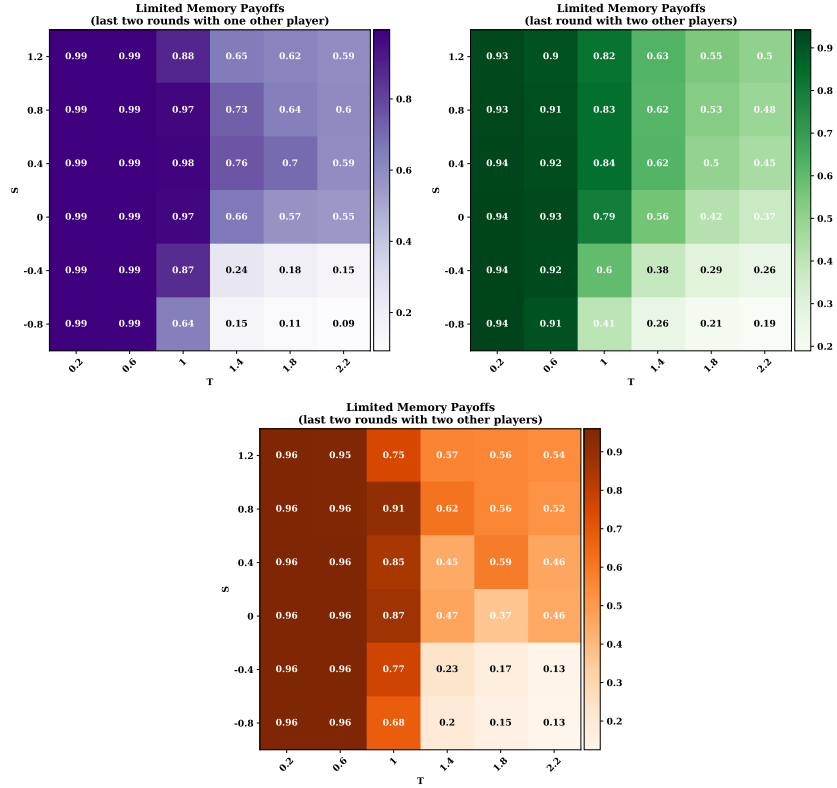 Limited Memory Payoffs
(last two rounds with one other player)
1.2 0.99 0.99 0.88 0.65 0.62 0.59
0.8 0.99 0.99 0.97 0.73 0.64 0.6
0.4 0.99 0.99 0.98 0.76 0.7 0.59
0 0.99 0.99 0.97 0.66 0.57 0.55
-0.4 0.99 0.99 0.87 0.24 0.18 0.15
-0.8 0.99 0.99 0.64 0.15 0.11 0.09
0.2 0.6 1 1.4 1.8 2.2
T
S
0.8
0.6
0.4
0.2
Limited Memory Payoffs
(last round with two other players)
1.2 0.93 0.9 0.82 0.63 0.55 0.5
0.8 0.93 0.91 0.83 0.62 0.53 0.48
0.4 0.94 0.92 0.84 0.62 0.5 0.45
0 0.94 0.93 0.79 0.56 0.42 0.37
-0.4 0.94 0.92 0.6 0.38 0.29 0.26
-0.8 0.94 0.91 0.41 0.26 0.21 0.19
0.2 0.6 1 1.4 1.8 2.2
T
S
0.9
0.8
0.7
0.6
0.5
0.4
0.3
0.2
Limited Memory Payoffs
(last two rounds with two other players)
1.2 0.96 0.95 0.75 0.57 0.56 0.54
0.8 0.96 0.96 0.91 0.62 0.56 0.52
0.4 0.96 0.96 0.85 0.45 0.59 0.46
0 0.96 0.96 0.87 0.47 0.37 0.46
-0.4 0.96 0.96 0.77 0.23 0.17 0.13
-0.8 0.96 0.96 0.68 0.2 0.15 0.13
0.2 0.6 1 1.4 1.8 2.2
T
S
0.9
0.8
0.7
0.6
0.5
0.4
0.3
0.2